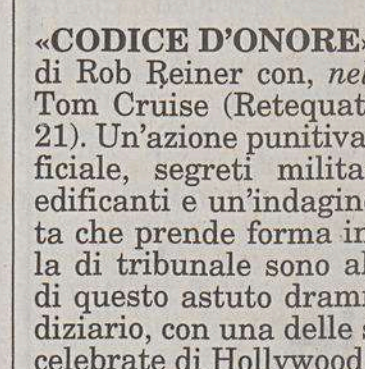 «CODICE D'ONORE»
di Rob Reiner con, nel
Tom Cruise (Retequat
21). Un'azione punitiva
ficiale, segreti milita
edificanti e un'indagin
ta che prende forma in
la di tribunale sono al
di questo astuto dram
diziario, con una delle s
celebrate di Hollywood